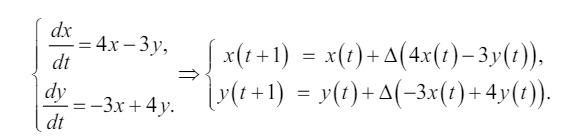 dx/dt = 4x – 3y,
dy/dt = –3x + 4y.
⇒
x(t+1) = x(t) + Δ(4x(t) – 3y(t)),
y(t+1) = y(t) + Δ(–3x(t) + 4y(t)).